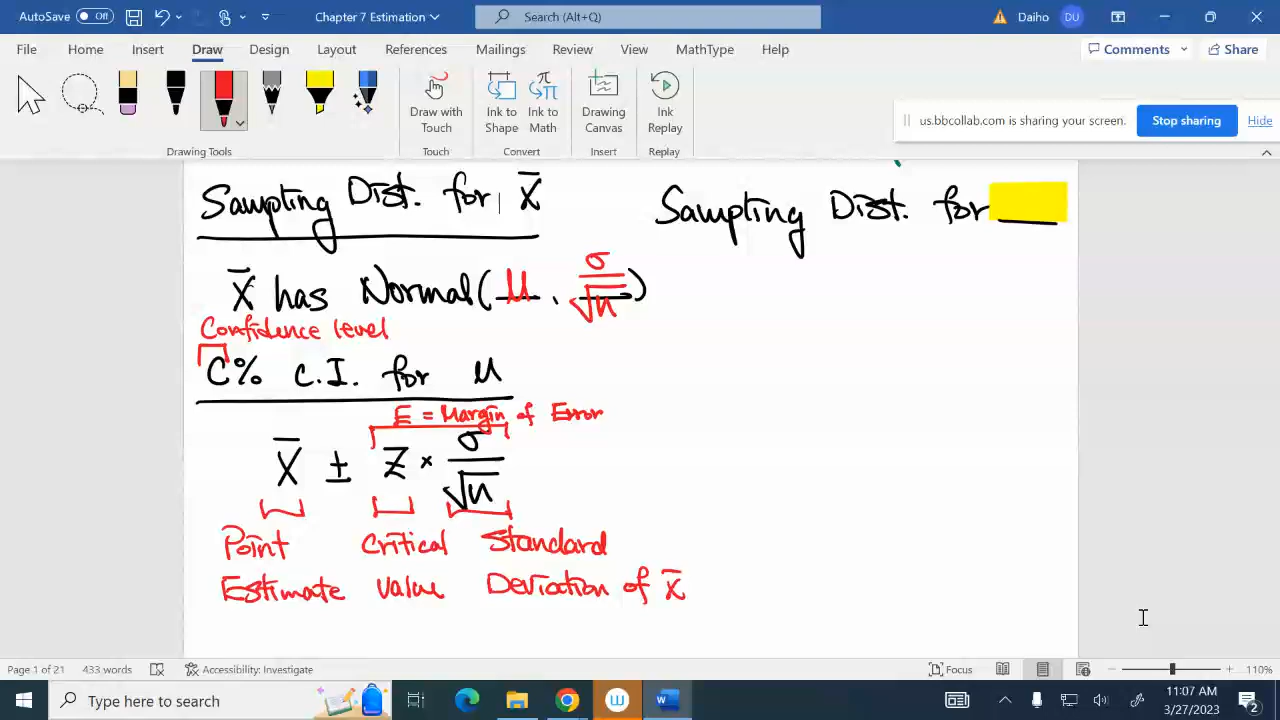 AutoSave Off Chapter 7 Estimation Search (Alt+Q) Daiho DU
File Home Insert Draw Design Layout References Mailings Review View MathType Help Comments Share
Draw with Touch Ink to Shape Ink to Math Drawing Canvas Ink Replay
Drawing Tools Touch Convert Insert Replay
us.bbcollab.com is sharing your screen. Stop sharing Hide
Sampting Dist. for X̄
Sampting Dist. for
X̄ has Normal( μ , σ/√n )
Confidence level
C% C.I. for μ
E = Margin of Error
X̄ ± Z × σ/√n
Point Critical Standard
Estimate Value Deviation of x̄
Page 1 of 21 433 words Accessibility: Investigate Focus 110%
Type here to search 11:07 AM
3/27/2023 2